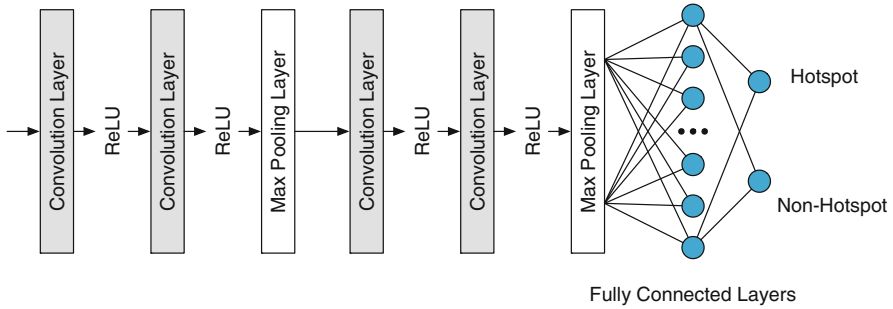 Convolution Layer
ReLU
Convolution Layer
ReLU
Max Pooling Layer
Convolution Layer
ReLU
Convolution Layer
ReLU
Max Pooling Layer
Hotspot
Non-Hotspot
Fully Connected Layers